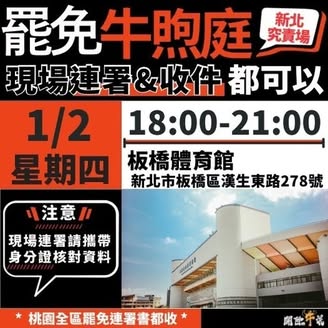 罷免牛煦庭
新北
究責場
現場連署&收件 都可以
1/2
星期四
18:00-21:00
板橋體育館
新北市板橋區漢生東路278號
注意
現場連署請攜帶
身分證核對資料
* 桃園全區罷免連署書都收 *